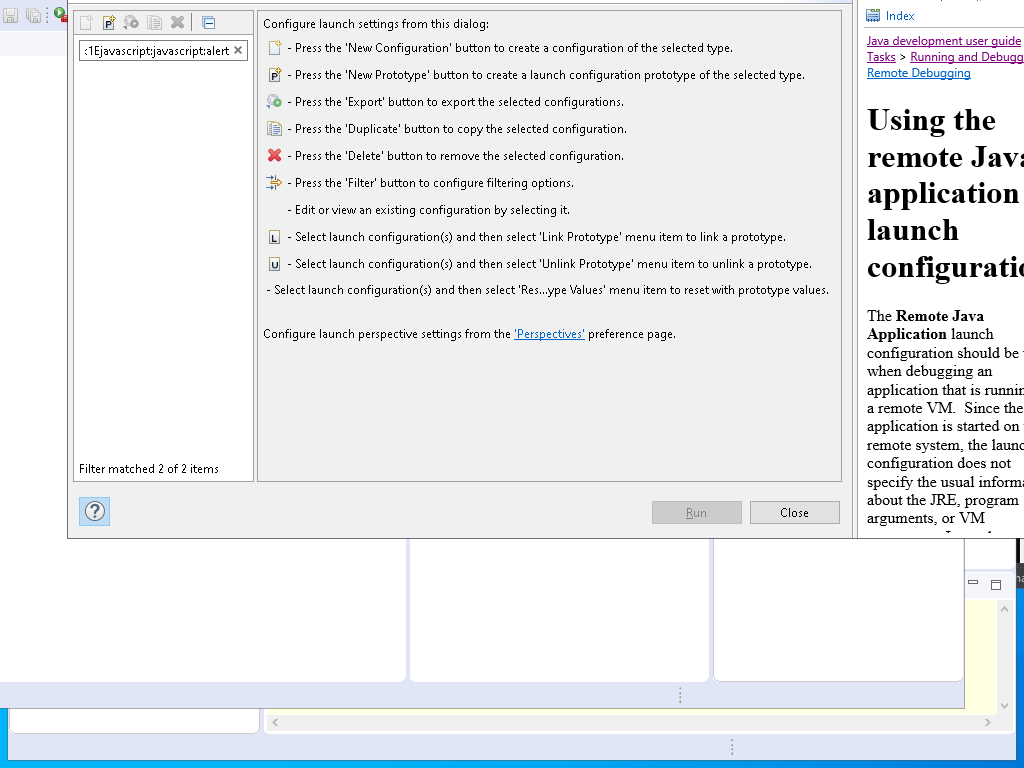 :1Ejavascript:javascript:alert
Filter matched 2 of 2 items
Configure launch settings from this dialog:
- Press the 'New Configuration' button to create a configuration of the selected type.
- Press the 'New Prototype' button to create a launch configuration prototype of the selected type.
- Press the 'Export' button to export the selected configurations.
- Press the 'Duplicate' button to copy the selected configuration.
- Press the 'Delete' button to remove the selected configuration.
- Press the 'Filter' button to configure filtering options.
- Edit or view an existing configuration by selecting it.
- Select launch configuration(s) and then select 'Link Prototype' menu item to link a prototype.
- Select launch configuration(s) and then select 'Unlink Prototype' menu item to unlink a prototype.
- Select launch configuration(s) and then select 'Res...ype Values' menu item to reset with prototype values.
Configure launch perspective settings from the 'Perspectives' preference page.
Run
Close
Index
Java development user guide
Tasks > Running and Debugg
Remote Debugging
Using the
remote Java
application
launch
configuratio
The Remote Java
Application launch
configuration should be
when debugging an
application that is runnin
a remote VM. Since the
application is started on
remote system, the launc
configuration does not
specify the usual informa
about the JRE, program
arguments, or VM